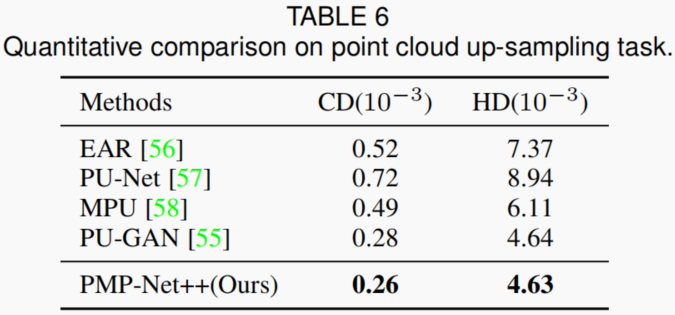 TABLE 6
Quantitative comparison on point cloud up-sampling task.
Methods CD(10⁻³) HD(10⁻³)
EAR [56] 0.52 7.37
PU-Net [57] 0.72 8.94
MPU [58] 0.49 6.11
PU-GAN [55] 0.28 4.64
PMP-Net++(Ours) 0.26 4.63